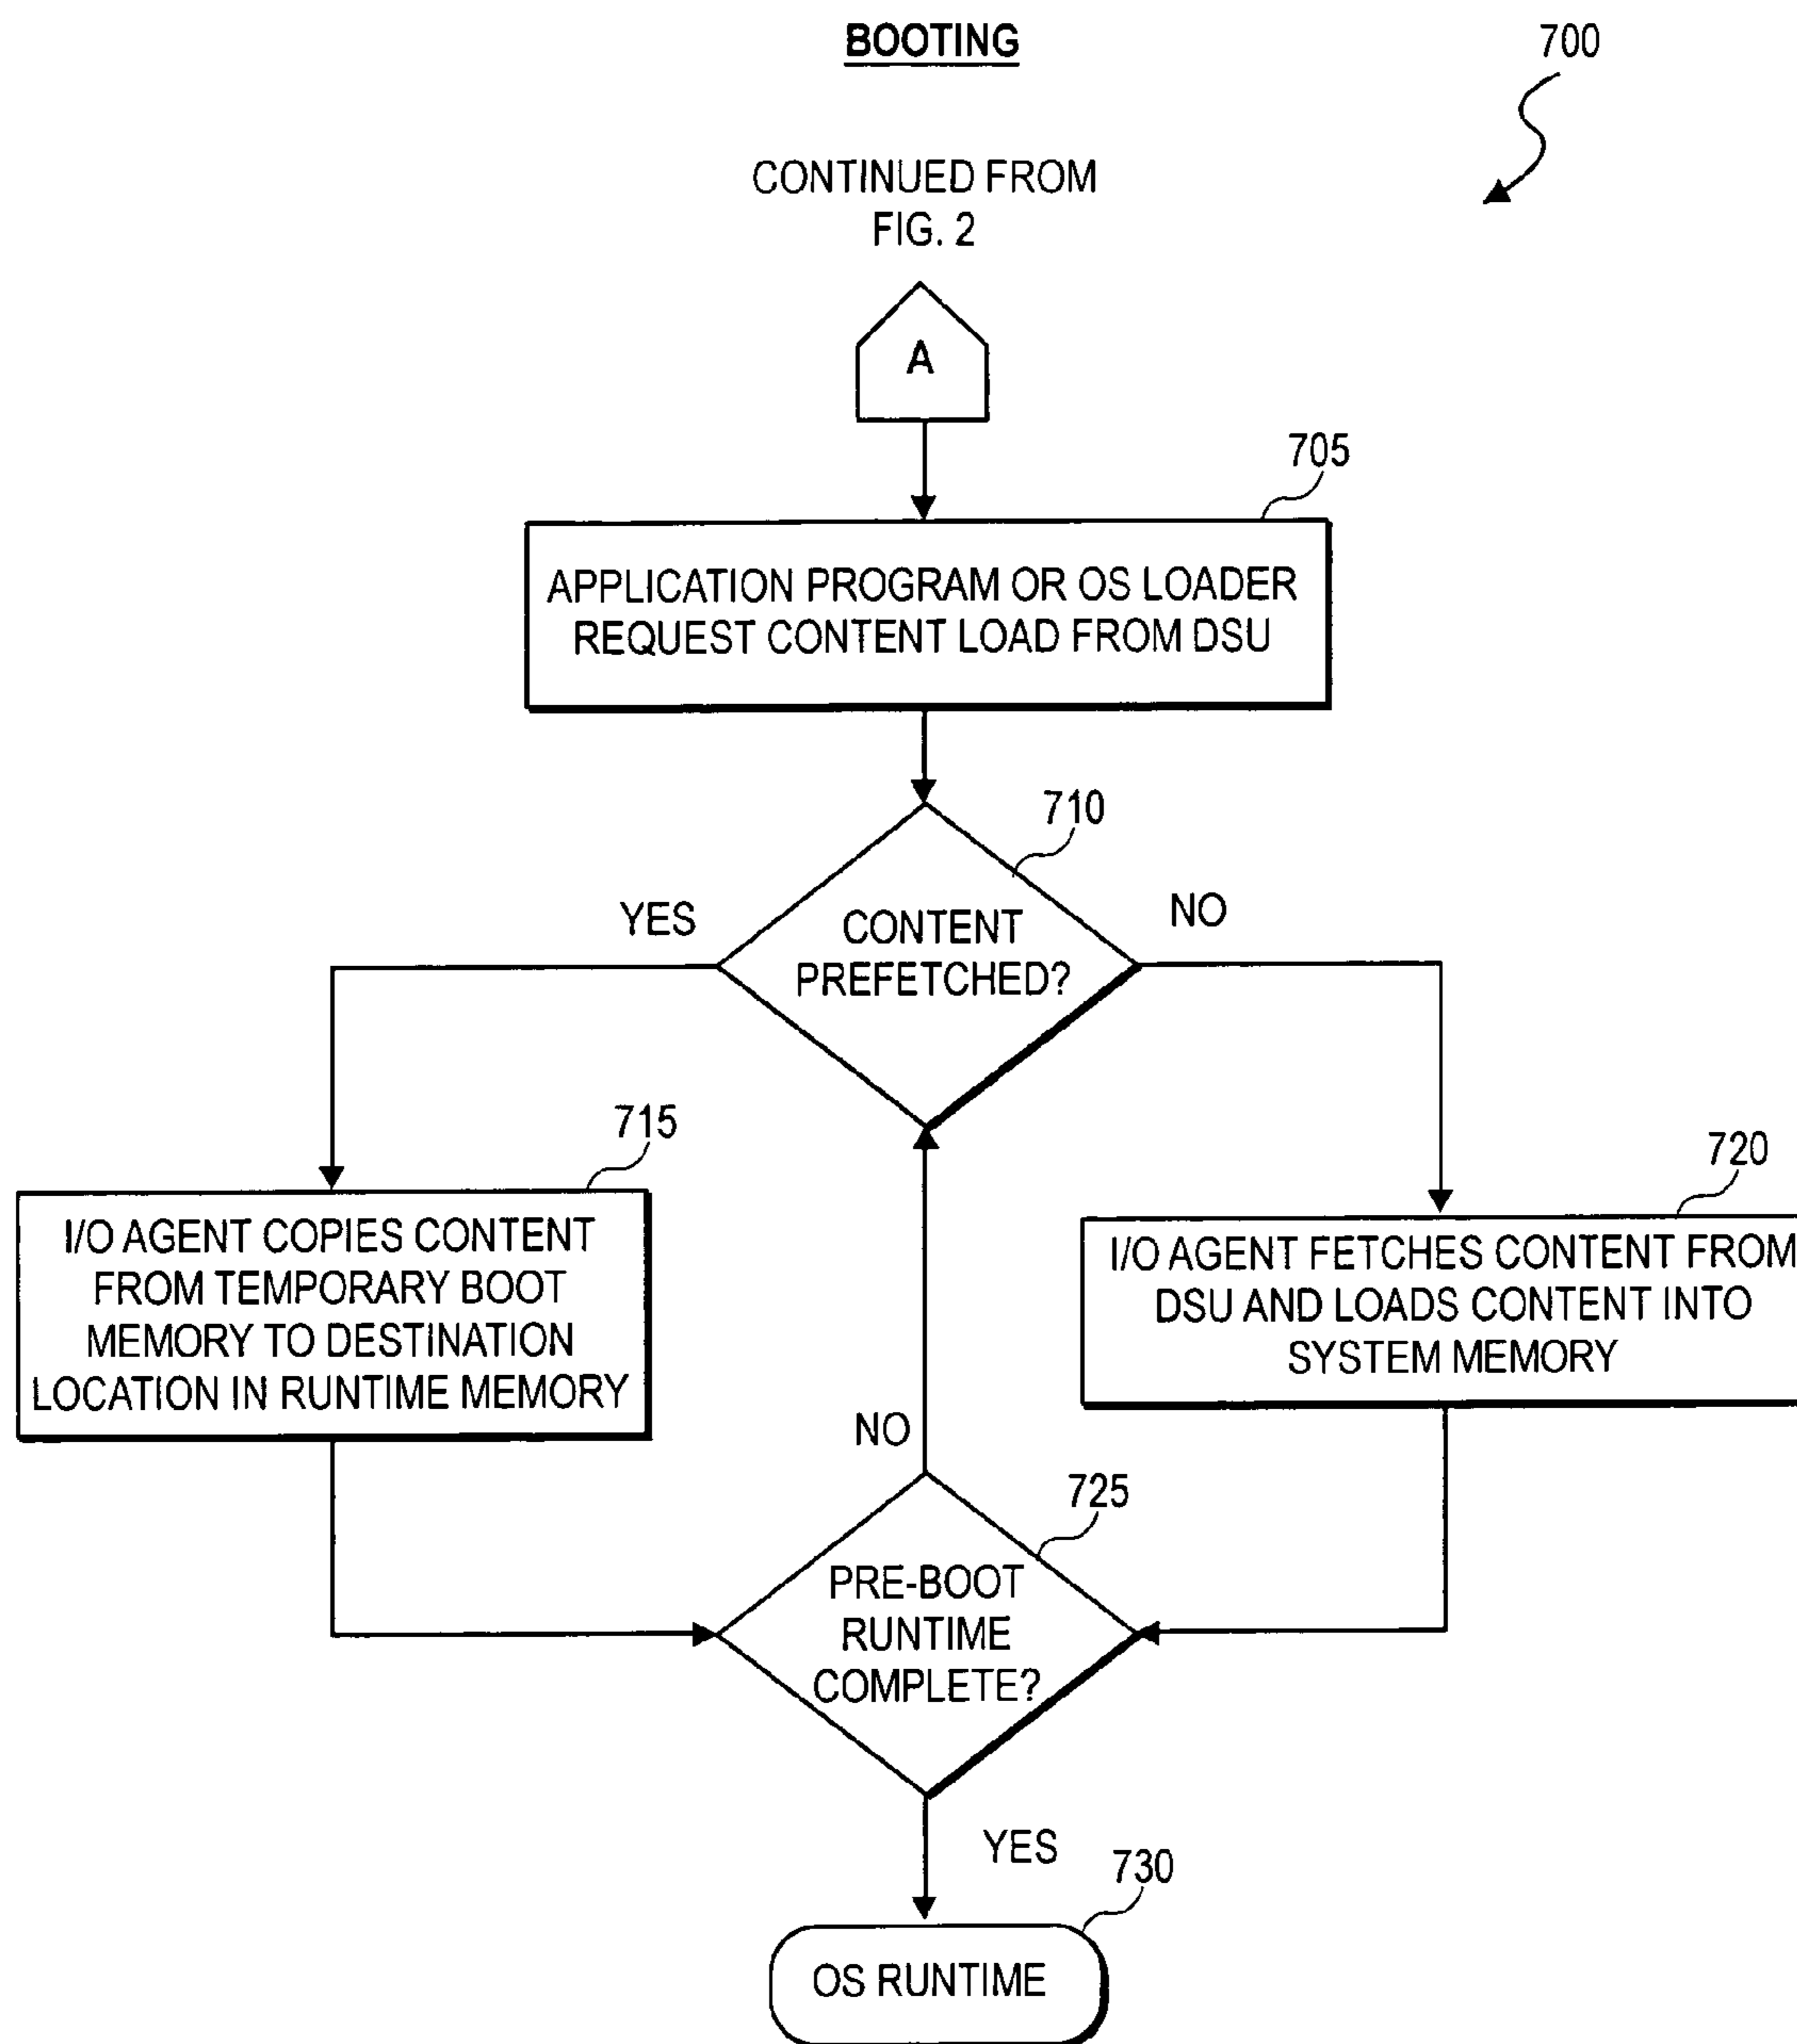 BOOTING
700
CONTINUED FROM
FIG. 2
A
705
APPLICATION PROGRAM OR OS LOADER
REQUEST CONTENT LOAD FROM DSU
710
YES
NO
CONTENT
PREFETCHED?
715
I/O AGENT COPIES CONTENT
FROM TEMPORARY BOOT
MEMORY TO DESTINATION
LOCATION IN RUNTIME MEMORY
720
I/O AGENT FETCHES CONTENT FROM
DSU AND LOADS CONTENT INTO
SYSTEM MEMORY
NO
725
PRE-BOOT
RUNTIME
COMPLETE?
YES
730
OS RUNTIME